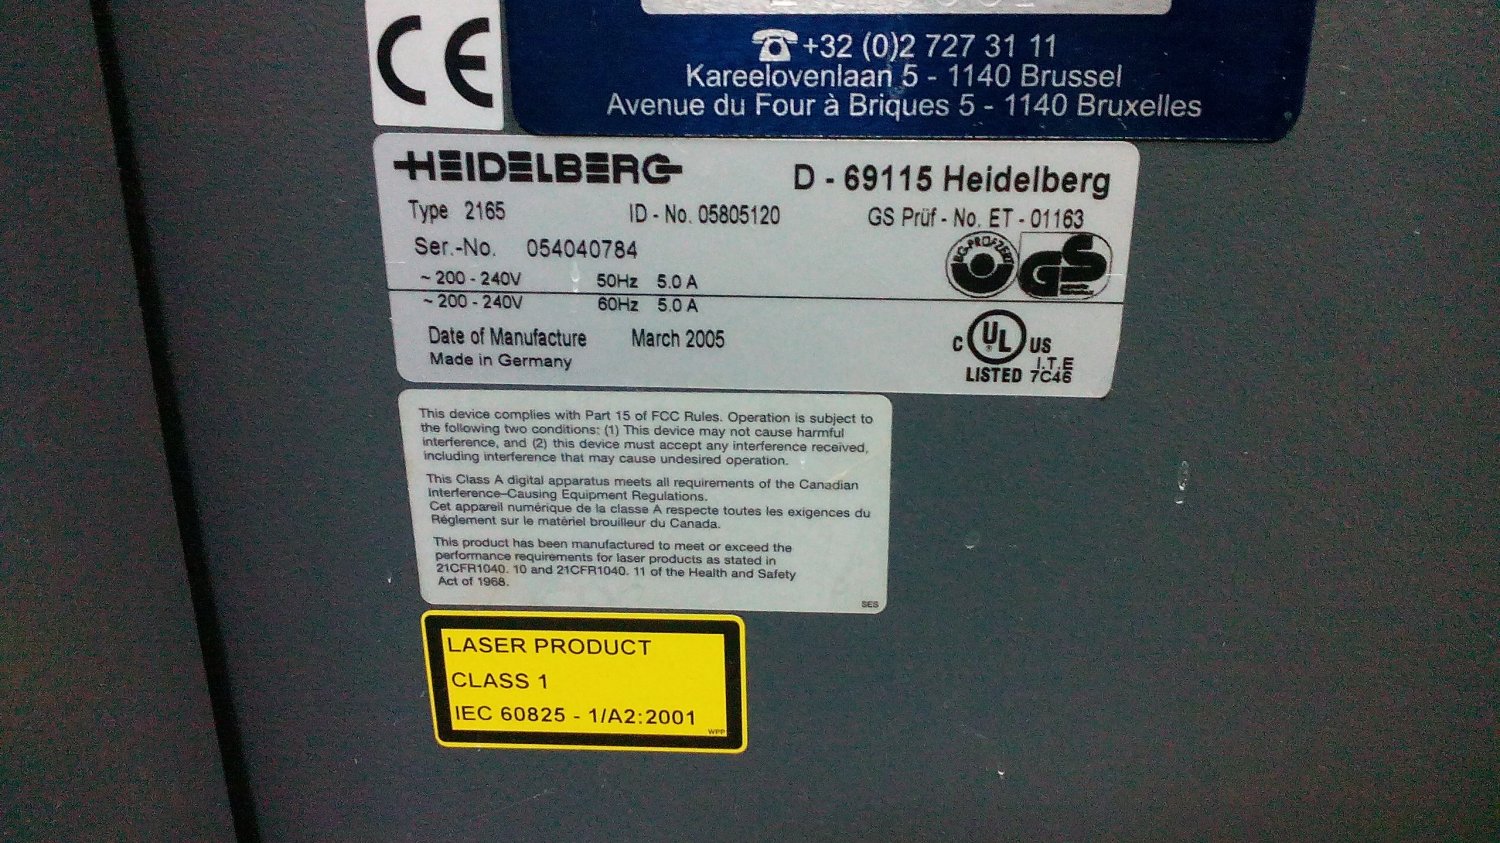 CE
+32 (0)2 727 31 11
Kareelovenlaan 5 - 1140 Brussel
Avenue du Four à Briques 5 - 1140 Bruxelles
HEIDELBERG
D - 69115 Heidelberg
Type 2165 ID - No. 05805120 GS Prüf - No. ET - 01163
Ser.-No. 054040784
BG-PRÜFZERT
GS
~ 200 - 240V 50Hz 5.0 A
~ 200 - 240V 60Hz 5.0 A
Date of Manufacture March 2005
Made in Germany
C UL US
LISTED I.T.E
7C46
This device complies with Part 15 of FCC Rules. Operation is subject to
the following two conditions: (1) This device may not cause harmful
interference, and (2) this device must accept any interference received,
including interference that may cause undesired operation.
This Class A digital apparatus meets all requirements of the Canadian
Interference-Causing Equipment Regulations.
Cet appareil numérique de la classe A respecte toutes les exigences du
Réglement sur le matériel brouilleur du Canada.
This product has been manufactured to meet or exceed the
performance requirements for laser products as stated in
21CFR1040. 10 and 21CFR1040. 11 of the Health and Safety
Act of 1968.
SES
LASER PRODUCT
CLASS 1
IEC 60825 - 1/A2:2001
WPP